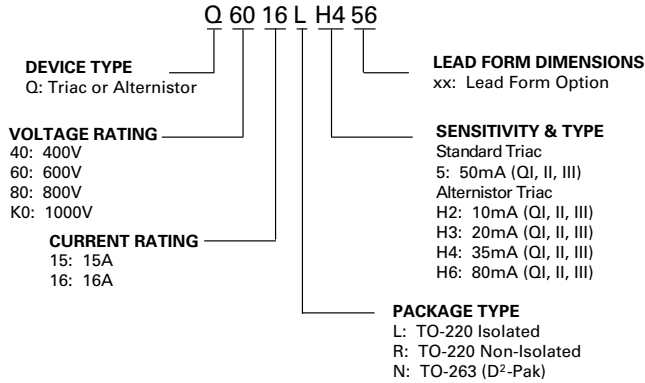 Q 60 16 L H4 56
DEVICE TYPE
Q: Triac or Alternistor
VOLTAGE RATING
40: 400V
60: 600V
80: 800V
K0: 1000V
CURRENT RATING
15: 15A
16: 16A
LEAD FORM DIMENSIONS
xx: Lead Form Option
SENSITIVITY & TYPE
Standard Triac
5: 50mA (QI, II, III)
Alternistor Triac
H2: 10mA (QI, II, III)
H3: 20mA (QI, II, III)
H4: 35mA (QI, II, III)
H6: 80mA (QI, II, III)
PACKAGE TYPE
L: TO-220 Isolated
R: TO-220 Non-Isolated
N: TO-263 (D²-Pak)